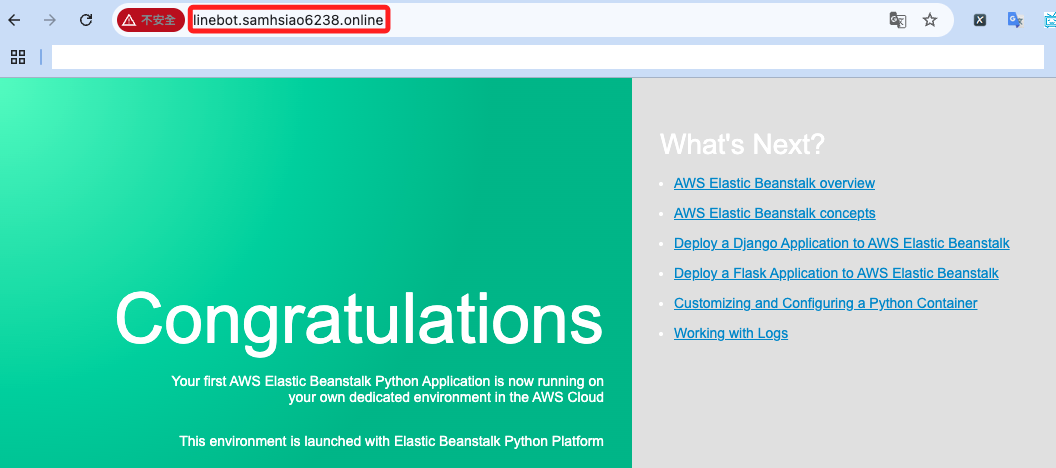 不安全
linebot.samhsiao6238.online
Congratulations
Your first AWS Elastic Beanstalk Python Application is now running on
your own dedicated environment in the AWS Cloud
This environment is launched with Elastic Beanstalk Python Platform
What's Next?
AWS Elastic Beanstalk overview
AWS Elastic Beanstalk concepts
Deploy a Django Application to AWS Elastic Beanstalk
Deploy a Flask Application to AWS Elastic Beanstalk
Customizing and Configuring a Python Container
Working with Logs